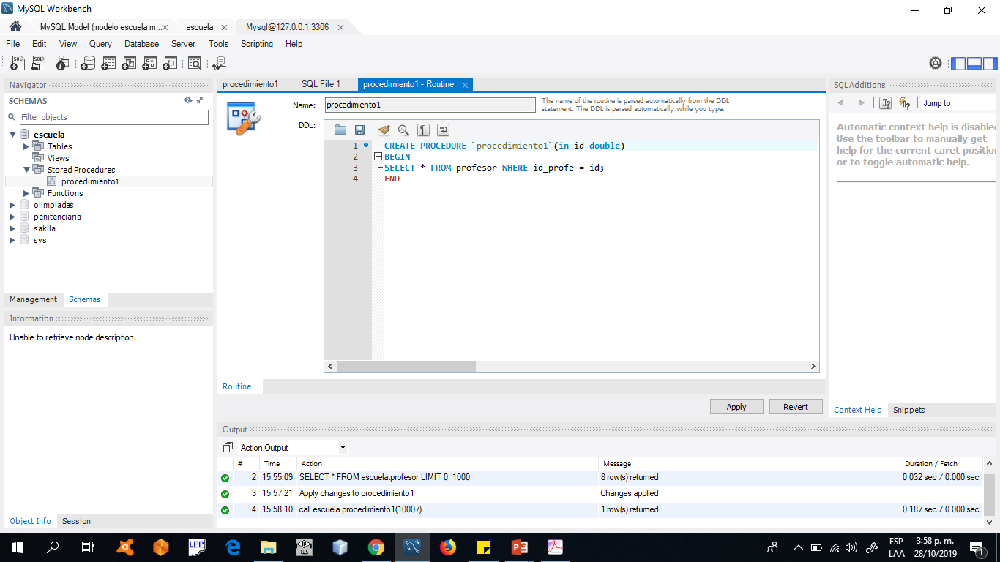 MySQL Workbench
MySQL Model (modelo escuela.m... escuela Mysql@127.0.0.1:3306
File Edit View Query Database Server Tools Scripting Help
Navigator
SCHEMAS
Filter objects
escuela
Tables
Views
Stored Procedures
procedimiento1
Functions
olimpiadas
penitenciaria
sakila
sys
Management Schemas
Information
Unable to retrieve node description.
Object Info Session
procedimiento1 SQL File 1 procedimiento1 - Routine
Name: procedimiento1
The name of the routine is parsed automatically from the DDL
statement. The DDL is parsed automatically while you type.
DDL:
1 CREATE PROCEDURE `procedimiento1`(in id double)
2 BEGIN
3 SELECT * FROM profesor WHERE id_profe = id;
4 END
Routine
Apply Revert
SQLAdditions
Jump to
Automatic context help is disabled
Use the toolbar to manually get
help for the current caret position
or to toggle automatic help.
Context Help Snippets
Output
Action Output
# Time Action Message Duration / Fetch
2 15:55:09 SELECT * FROM escuela.profesor LIMIT 0, 1000 8 row(s) returned 0.032 sec / 0.000 sec
3 15:57:21 Apply changes to procedimiento1 Changes applied
4 15:58:10 call escuela.procedimiento1(10007) 1 row(s) returned 0.187 sec / 0.000 sec
LPP
ESP
LAA
3:58 p. m.
28/10/2019
1